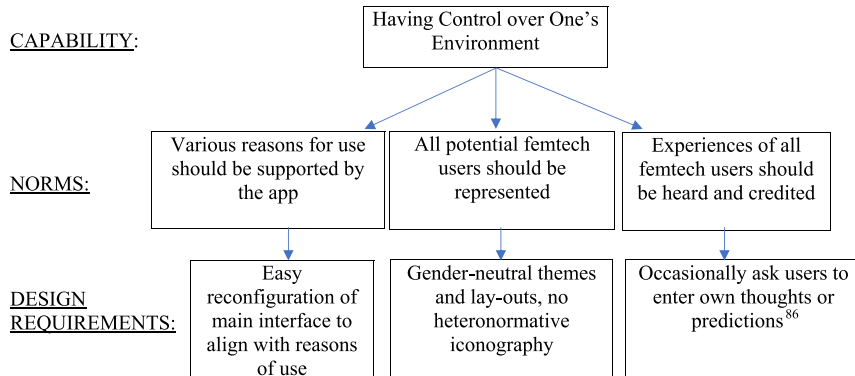 CAPABILITY:
Having Control over One's
Environment
NORMS:
Various reasons for use
should be supported by
the app
All potential femtech
users should be
represented
Experiences of all
femtech users should
be heard and credited
DESIGN
REQUIREMENTS:
Easy
reconfiguration of
main interface to
align with reasons
of use
Gender-neutral themes
and lay-outs, no
heteronormative
iconography
Occasionally ask users to
enter own thoughts or
predictions86